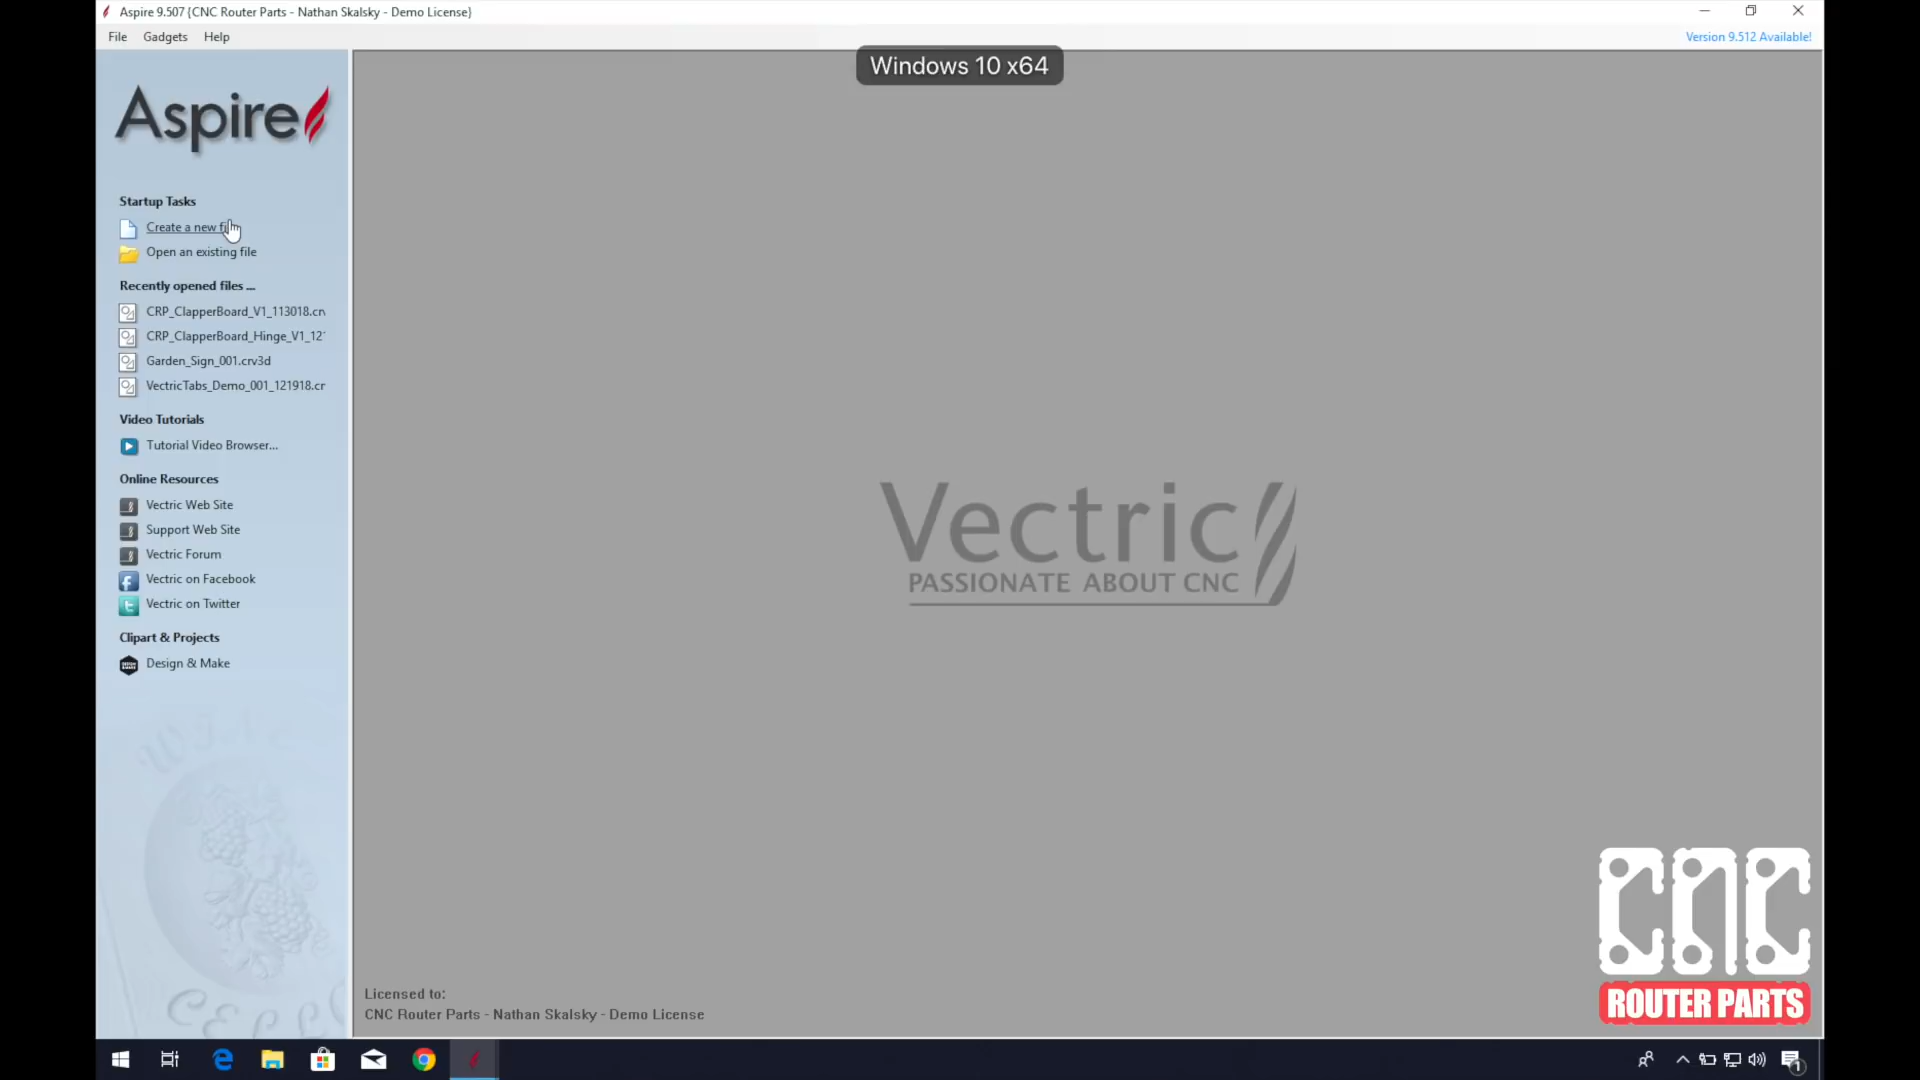 Aspire 9.507 {CNC Router Parts - Nathan Skalsky - Demo License}
File Gadgets Help
Version 9.512 Available!
Windows 10 x64
Aspire
Startup Tasks
Create a new
Open an existing file
Recently opened files ...
CRP_ClapperBoard_V1_113018.crv
CRP_ClapperBoard_Hinge_V1_12
Garden_Sign_001.crv3d
VectricTabs_Demo_001_121918.cr
Video Tutorials
Tutorial Video Browser...
Online Resources
Vectric Web Site
Support Web Site
Vectric Forum
Vectric on Facebook
Vectric on Twitter
Clipart & Projects
Design & Make
Vectric
PASSIONATE ABOUT CNC
Licensed to:
CNC Router Parts - Nathan Skalsky - Demo License
CNC
ROUTER PARTS
1